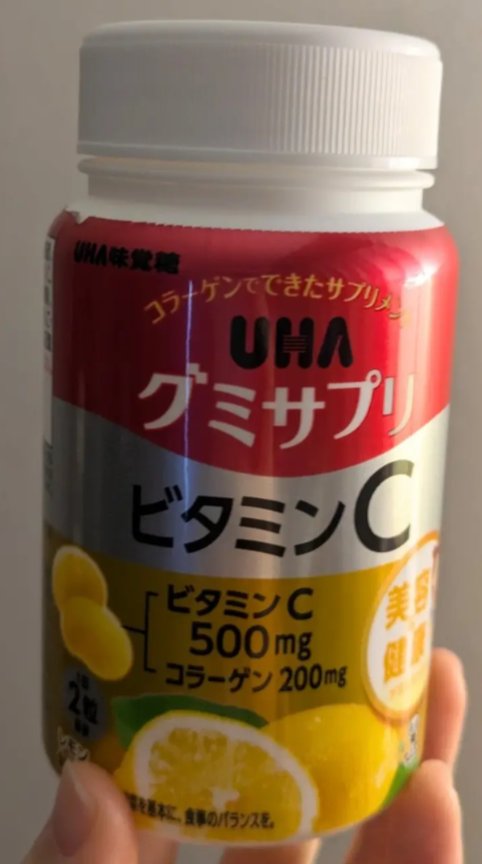 UHA味覚糖
コラーゲンでできたサプリメント
UHA
グミサプリ
ビタミンC
ビタミンC
500mg
コラーゲン 200mg
美容
健康
2粒
レモン
を基本に、食事のバランスを。